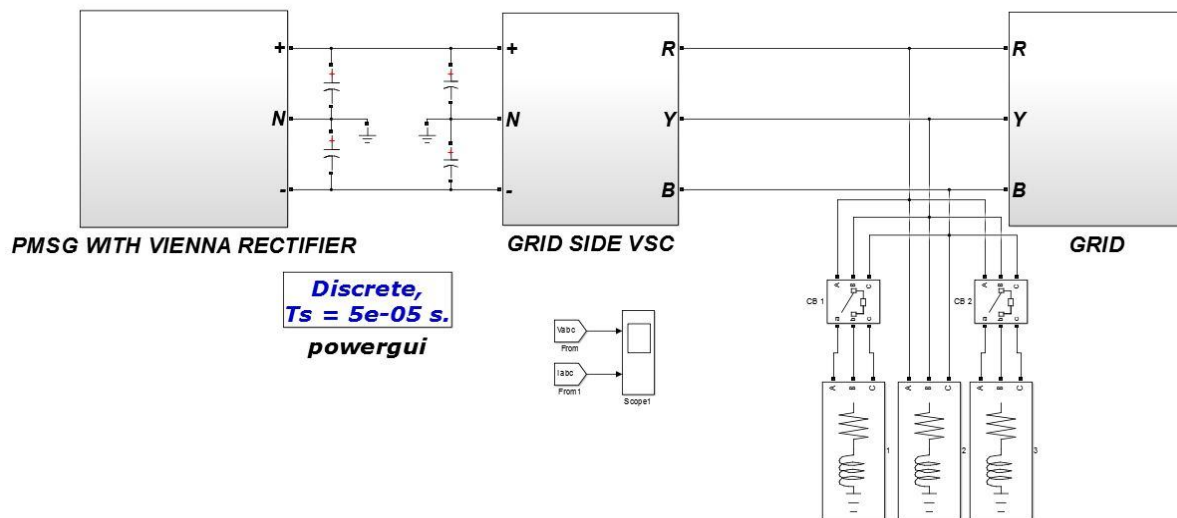 +
N
-
PMSG WITH VIENNA RECTIFIER
+
N
-
R
Y
B
GRID SIDE VSC
R
Y
B
GRID
Discrete,
Ts = 5e-05 s.
powergui
Vabc
From
Iabc
From1
Scope1
CB 1
A
B
C
a
b
c
CB 2
A
B
C
a
b
c
A
B
C
1
A
B
C
2
A
B
C
3
+
+
+
+